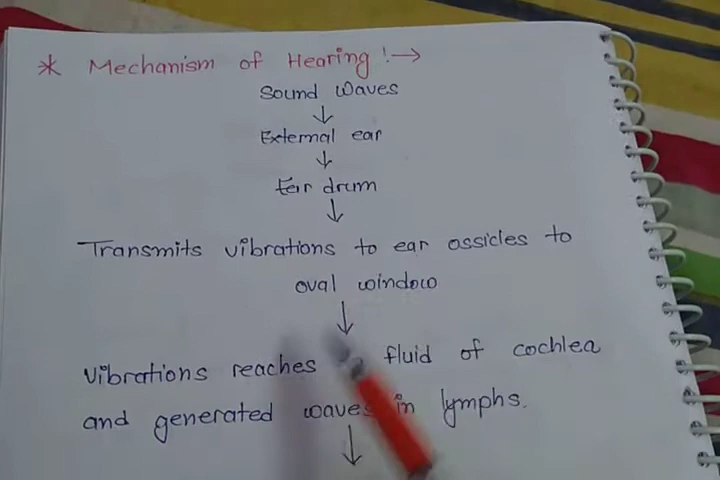 * Mechanism of Hearing !→
Sound Waves
↓
External ear
↓
Ear drum
↓
Transmits vibrations to ear ossicles to
oval window
↓
Vibrations reaches fluid of cochlea
and generated waves in lymphs.
↓